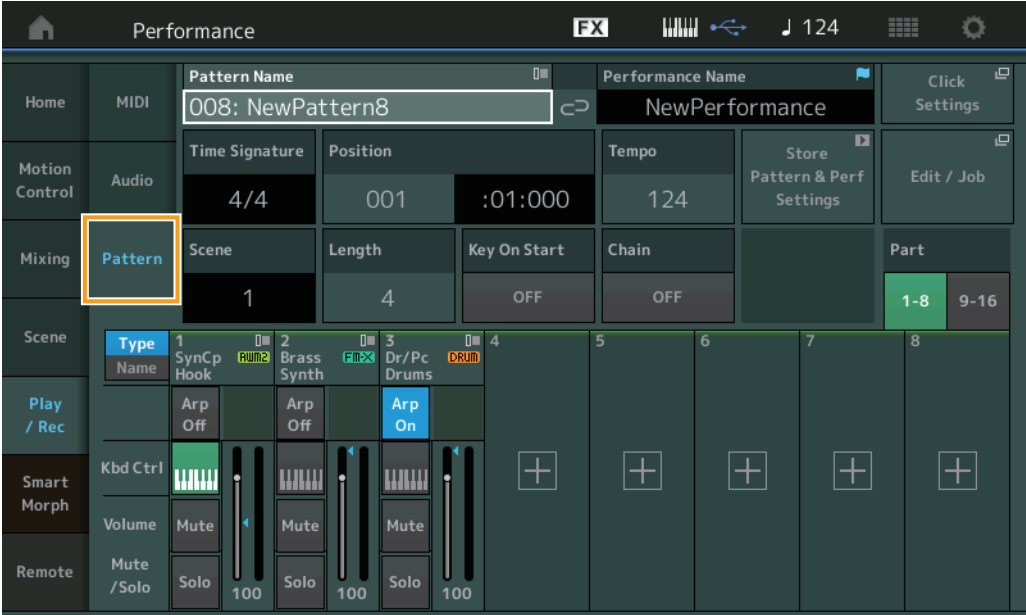 Performance
FX
124
Home
MIDI
Pattern Name
Performance Name
Click
Settings
008: NewPattern8
NewPerformance
Motion
Control
Audio
Time Signature
Position
Tempo
Store
Pattern & Perf
Settings
Edit / Job
4/4
001
:01:000
124
Mixing
Pattern
Scene
Length
Key On Start
Chain
Part
1
4
OFF
OFF
1-8
9-16
Scene
Type
Name
1
SynCp
AWM2
Hook
2
Brass
FM-X
Synth
3
Dr/Pc
DRUM
Drums
4
5
6
7
8
Play
/ Rec
Arp
Off
Arp
Off
Arp
On
Smart
Morph
Kbd Ctrl
Volume
Mute
Mute
Mute
Remote
Mute
/Solo
Solo
100
Solo
100
Solo
100